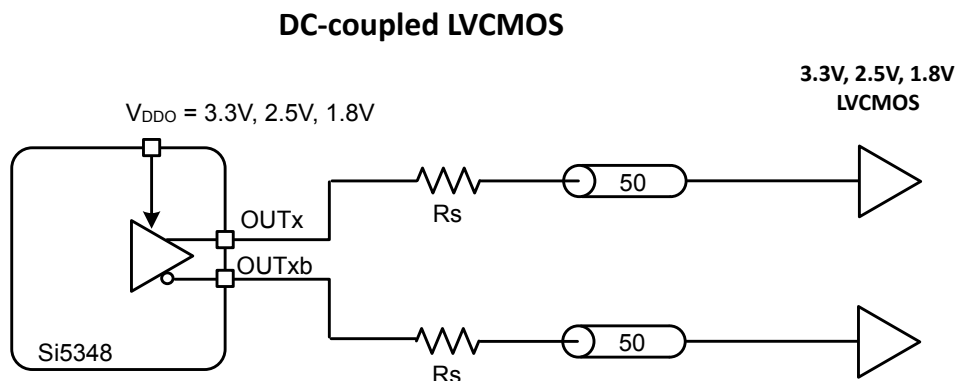 DC-coupled LVCMOS
3.3V, 2.5V, 1.8V
LVCMOS
VDDO = 3.3V, 2.5V, 1.8V
50
Rs
OUTx
OUTxb
50
Si5348
Rs